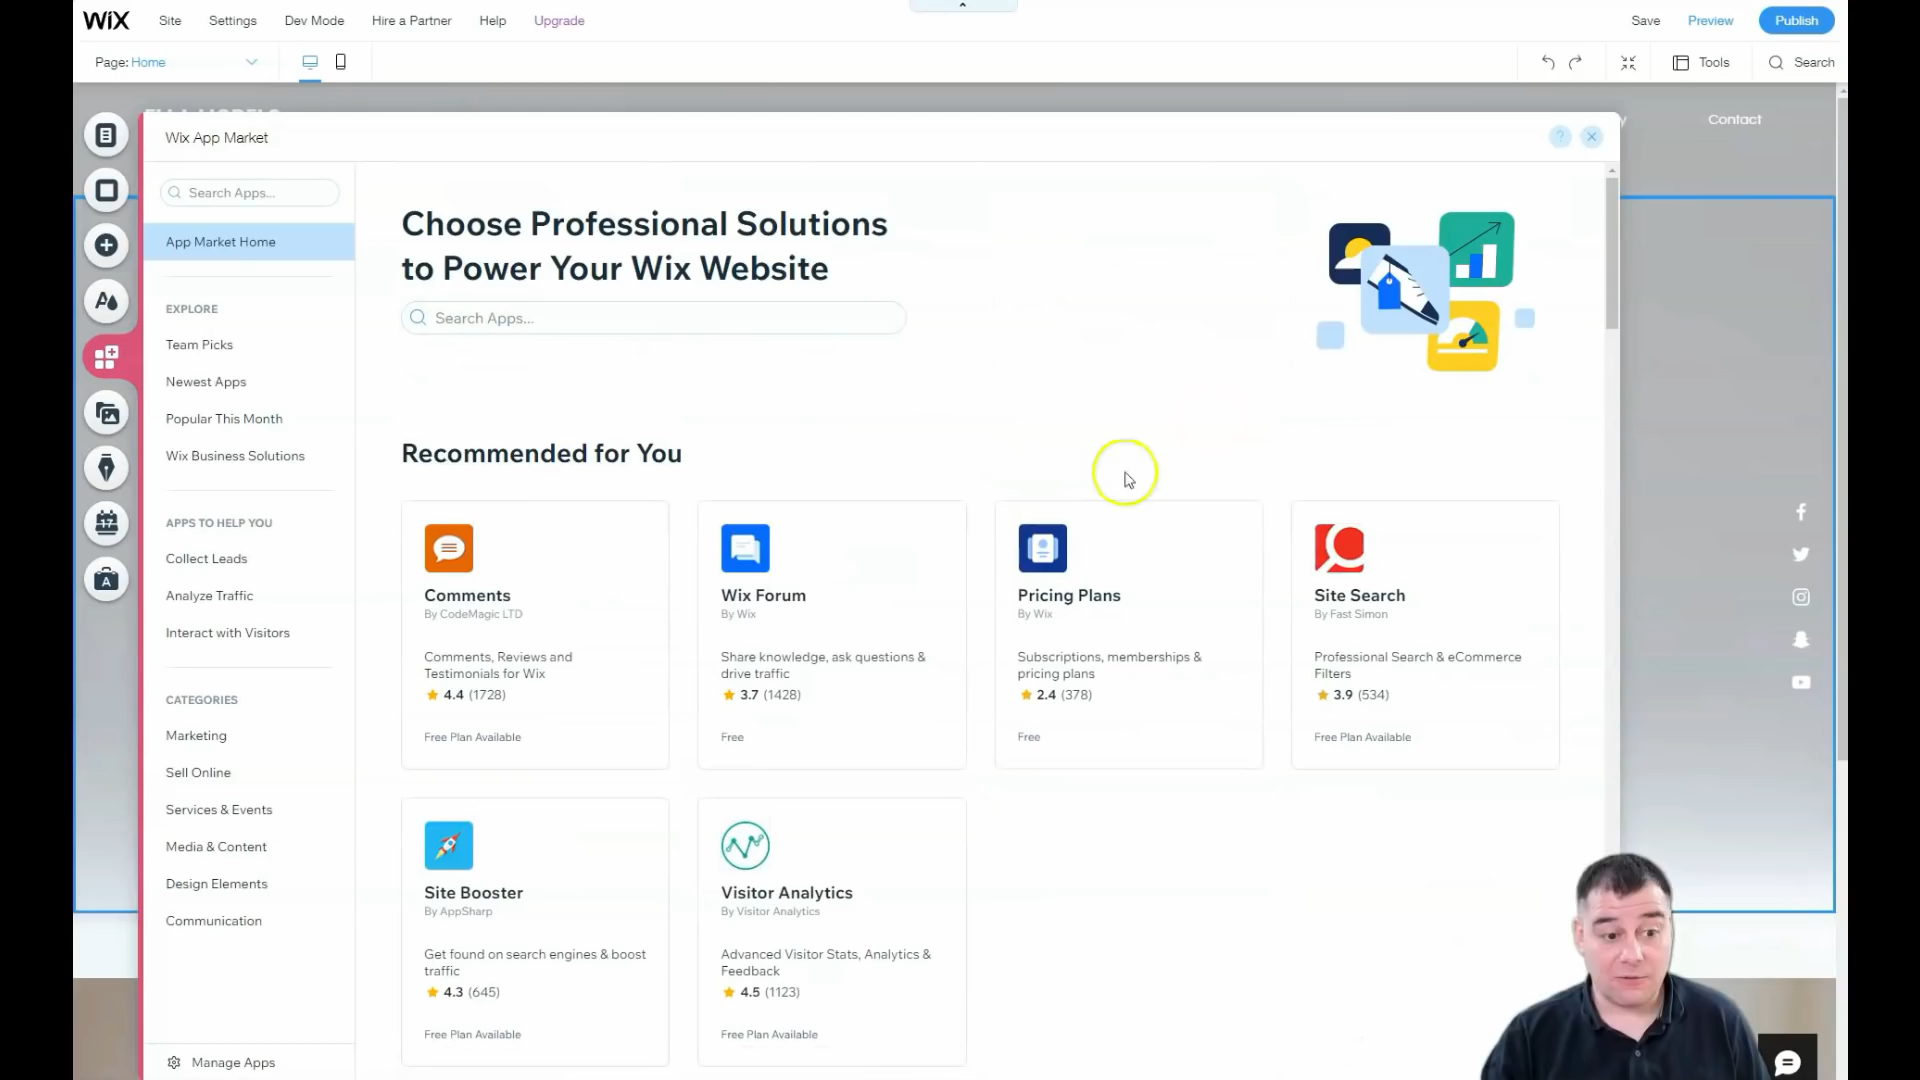 WiX Site Settings Dev Mode Hire a Partner Help Upgrade Save Preview Publish
Page: Home Tools Search
Contact
Wix App Market ?
Search Apps...
App Market Home
EXPLORE
Team Picks
Newest Apps
Popular This Month
Wix Business Solutions
APPS TO HELP YOU
Collect Leads
Analyze Traffic
Interact with Visitors
CATEGORIES
Marketing
Sell Online
Services & Events
Media & Content
Design Elements
Communication
Manage Apps
Choose Professional Solutions
to Power Your Wix Website
Search Apps...
Recommended for You
Comments
By CodeMagic LTD
Comments, Reviews and
Testimonials for Wix
4.4 (1728)
Free Plan Available
Wix Forum
By Wix
Share knowledge, ask questions &
drive traffic
3.7 (1428)
Free
Pricing Plans
By Wix
Subscriptions, memberships &
pricing plans
2.4 (378)
Free
Site Search
By Fast Simon
Professional Search & eCommerce
Filters
3.9 (534)
Free Plan Available
Site Booster
By AppSharp
Get found on search engines & boost
traffic
4.3 (645)
Free Plan Available
Visitor Analytics
By Visitor Analytics
Advanced Visitor Stats, Analytics &
Feedback
4.5 (1123)
Free Plan Available